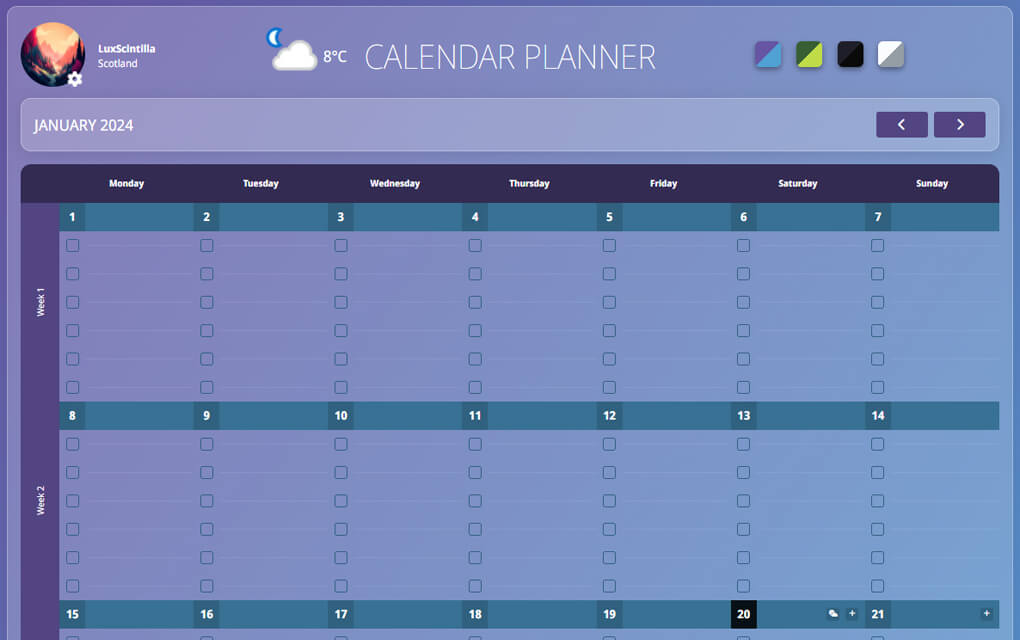 LuxScintilla
Scotland
8°C
CALENDAR PLANNER
JANUARY 2024
Monday Tuesday Wednesday Thursday Friday Saturday Sunday
1 2 3 4 5 6 7
Week 1
8 9 10 11 12 13 14
Week 2
15 16 17 18 19 20 + 21 +